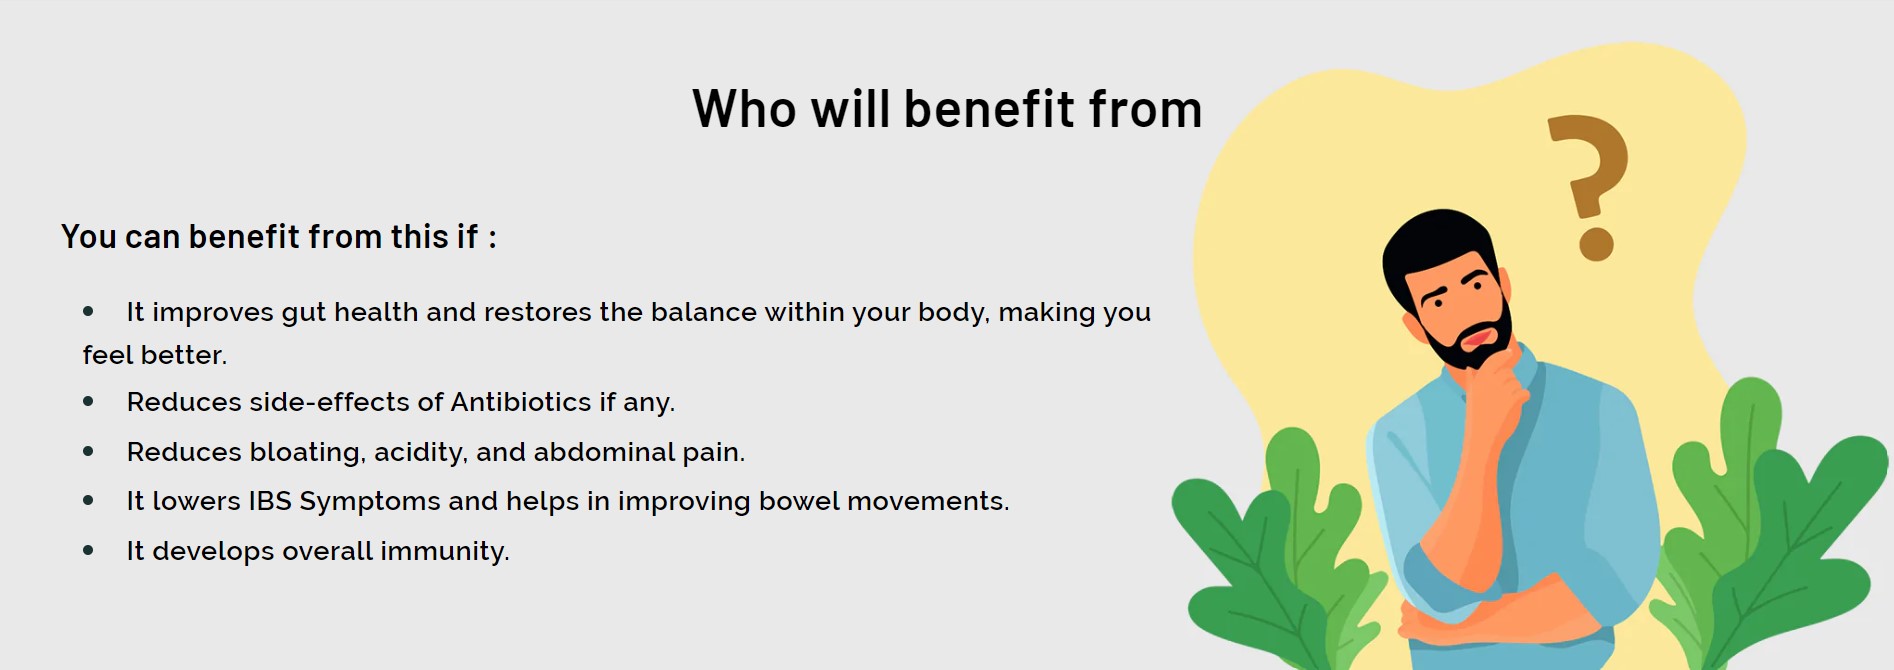 Who will benefit from
?
You can benefit from this if :
• It improves gut health and restores the balance within your body, making you
feel better.
• Reduces side-effects of Antibiotics if any.
• Reduces bloating, acidity, and abdominal pain.
• It lowers IBS Symptoms and helps in improving bowel movements.
• It develops overall immunity.